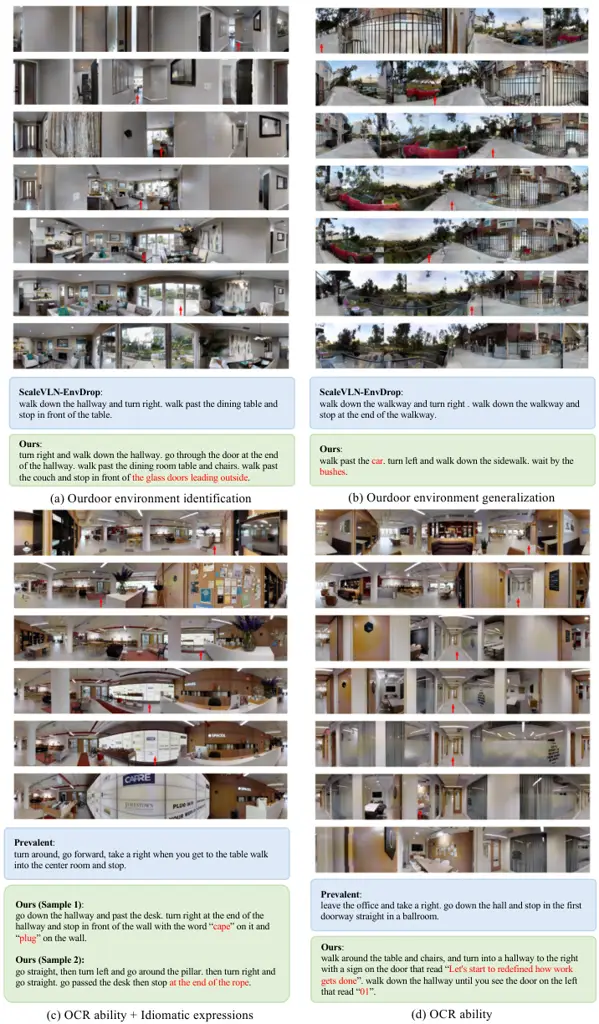 ScaleVLN-EnvDrop:
walk down the hallway and turn right. walk past the dining table and
stop in front of the table.
Ours:
turn right and walk down the hallway. go through the door at the end
of the hallway. walk past the dining room table and chairs. walk past
the couch and stop in front of the glass doors leading outside.
(a) Ourdoor environment identification
ScaleVLN-EnvDrop:
walk down the walkway and turn right . walk down the walkway and
stop at the end of the walkway.
Ours:
walk past the car. turn left and walk down the sidewalk. wait by the
bushes.
(b) Ourdoor environment generalization
CAPRE
PLUG
Prevalent:
turn around, go forward, take a right when you get to the table walk
into the center room and stop.
Ours (Sample 1):
go down the hallway and past the desk. turn right at the end of the
hallway and stop in front of the wall with the word “cape” on it and
“plug” on the wall.
Ours (Sample 2):
go straight, then turn left and go around the pillar. then turn right and
go straight. go passed the desk then stop at the end of the rope.
(c) OCR ability + Idiomatic expressions
Prevalent:
leave the office and take a right. go down the hall and stop in the first
doorway straight in a ballroom.
Ours:
walk around the table and chairs, and turn into a hallway to the right
with a sign on the door that read “Let's start to redefined how work
gets done”. walk down the hallway until you see the door on the left
that read “01”.
(d) OCR ability